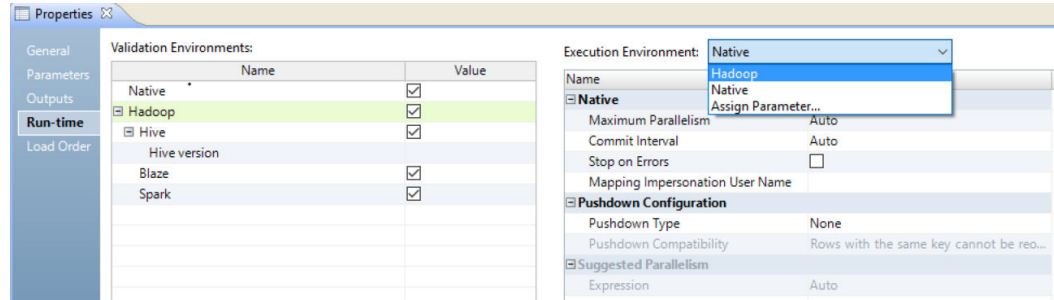 Properties
General
Parameters
Outputs
Run-time
Load Order
Validation Environments:
Name Value
Native
Hadoop
Hive
Hive version
Blaze
Spark
Execution Environment: Native
Hadoop
Native
Assign Parameter...
Name
Native
Maximum Parallelism Auto
Commit Interval Auto
Stop on Errors
Mapping Impersonation User Name
Pushdown Configuration
Pushdown Type None
Pushdown Compatibility Rows with the same key cannot be reo...
Suggested Parallelism
Expression Auto